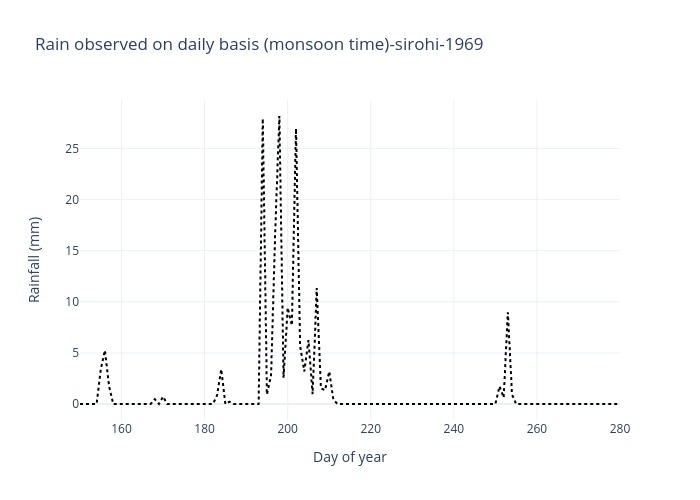 Rain observed on daily basis (monsoon time)-sirohi-1969
Rainfall (mm)
25
20
15
10
5
0
160 180 200 220 240 260 280
Day of year